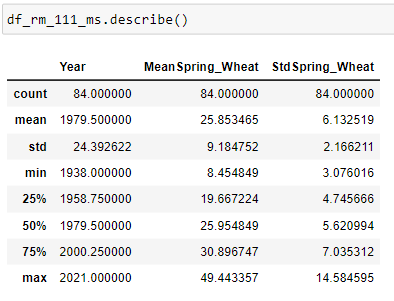 df_rm_111_ms.describe()
Year MeanSpring_Wheat StdSpring_Wheat
count 84.000000 84.000000 84.000000
mean 1979.500000 25.853465 6.132519
std 24.392622 9.184752 2.166211
min 1938.000000 8.454849 3.076016
25% 1958.750000 19.667224 4.745666
50% 1979.500000 25.954849 5.620994
75% 2000.250000 30.896747 7.035312
max 2021.000000 49.443357 14.584595